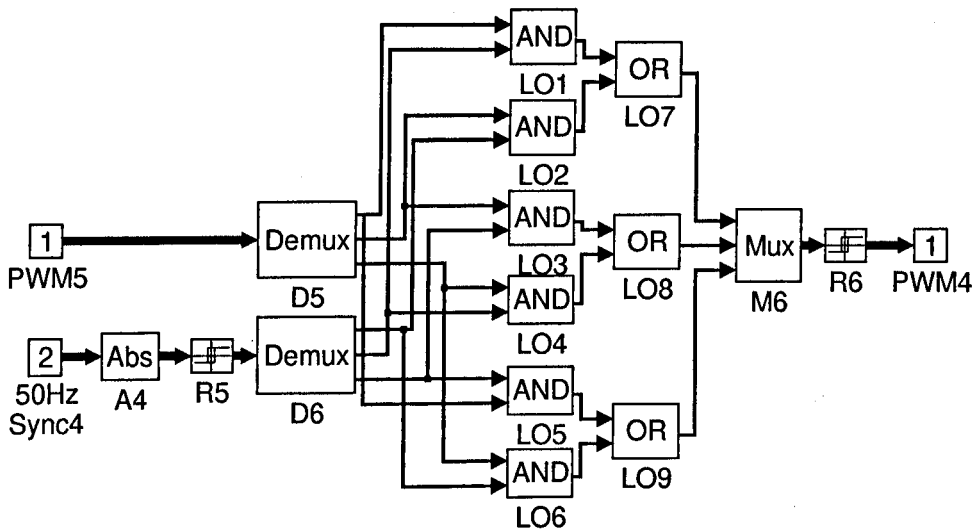 AND
LO1
OR
LO7
AND
LO2
1
PWM5
Demux
D5
AND
LO3
OR
LO8
Mux
M6
R6
1
PWM4
AND
LO4
2
50Hz
Sync4
Abs
A4
R5
Demux
D6
AND
LO5
OR
LO9
AND
LO6